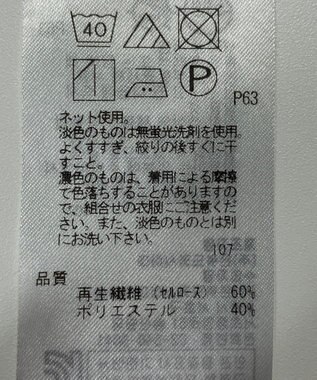 40
P
P63
ネット使用。
淡色のものは無蛍光洗剤を使用。
よくすすぎ、絞りの後すぐに干
すこと。
濃色のものは、着用による摩擦
で色落ちすることがありますの
で、組合せの衣服にご注意くだ
さい。また、淡色のものとは別
にお洗い下さい。
107
品質
再生繊維(セルロース) 60%
ポリエステル 40%